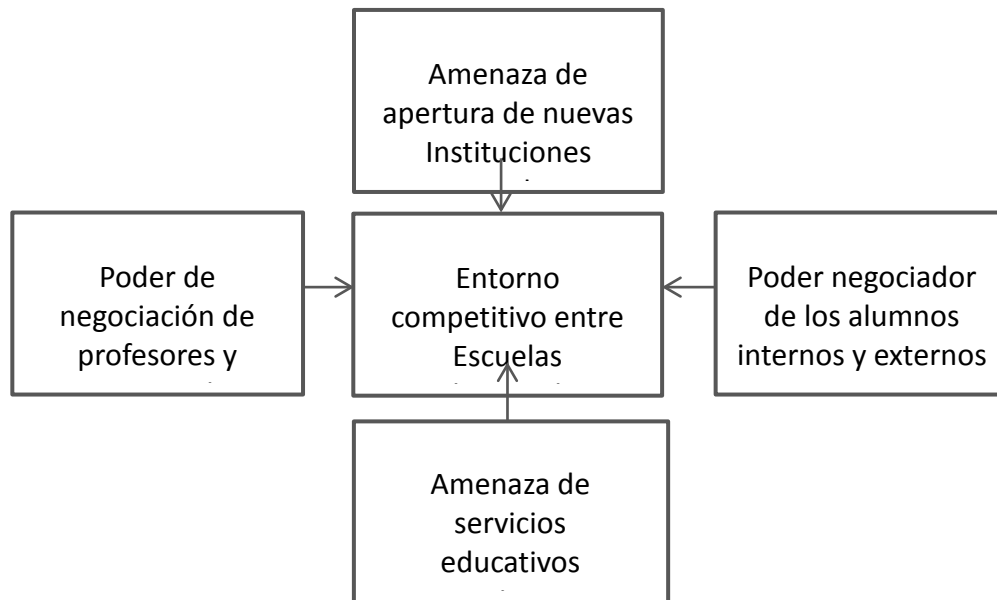 Amenaza de
apertura de nuevas
Instituciones
Poder de
negociación de
profesores y
Entorno
competitivo entre
Escuelas
Poder negociador
de los alumnos
internos y externos
Amenaza de
servicios
educativos